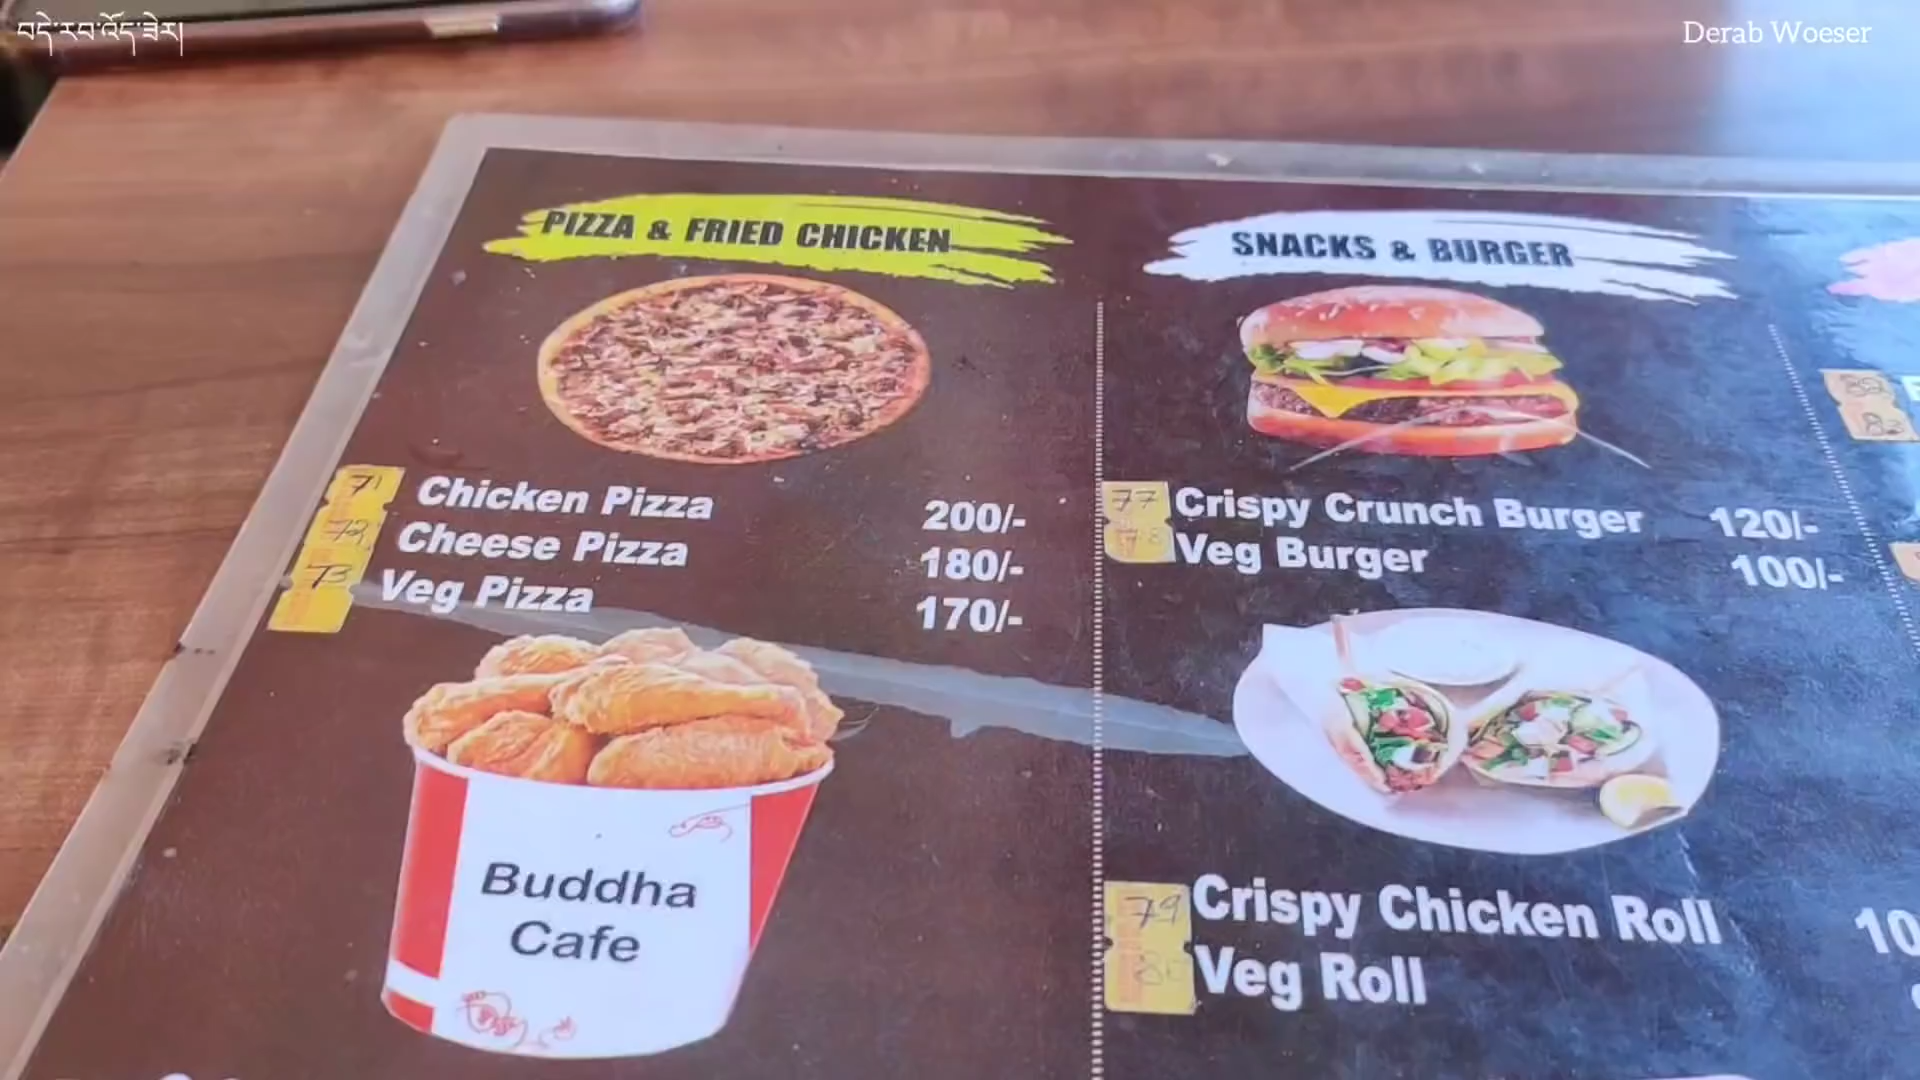 བདེ་རབ་འོད་ཟེར།
Derab Woeser
PIZZA & FRIED CHICKEN
71 Chicken Pizza 200/-
72 Cheese Pizza 180/-
73 Veg Pizza 170/-
Buddha
Cafe
SNACKS & BURGER
77 Crispy Crunch Burger 120/-
78 Veg Burger 100/-
79 Crispy Chicken Roll
80 Veg Roll